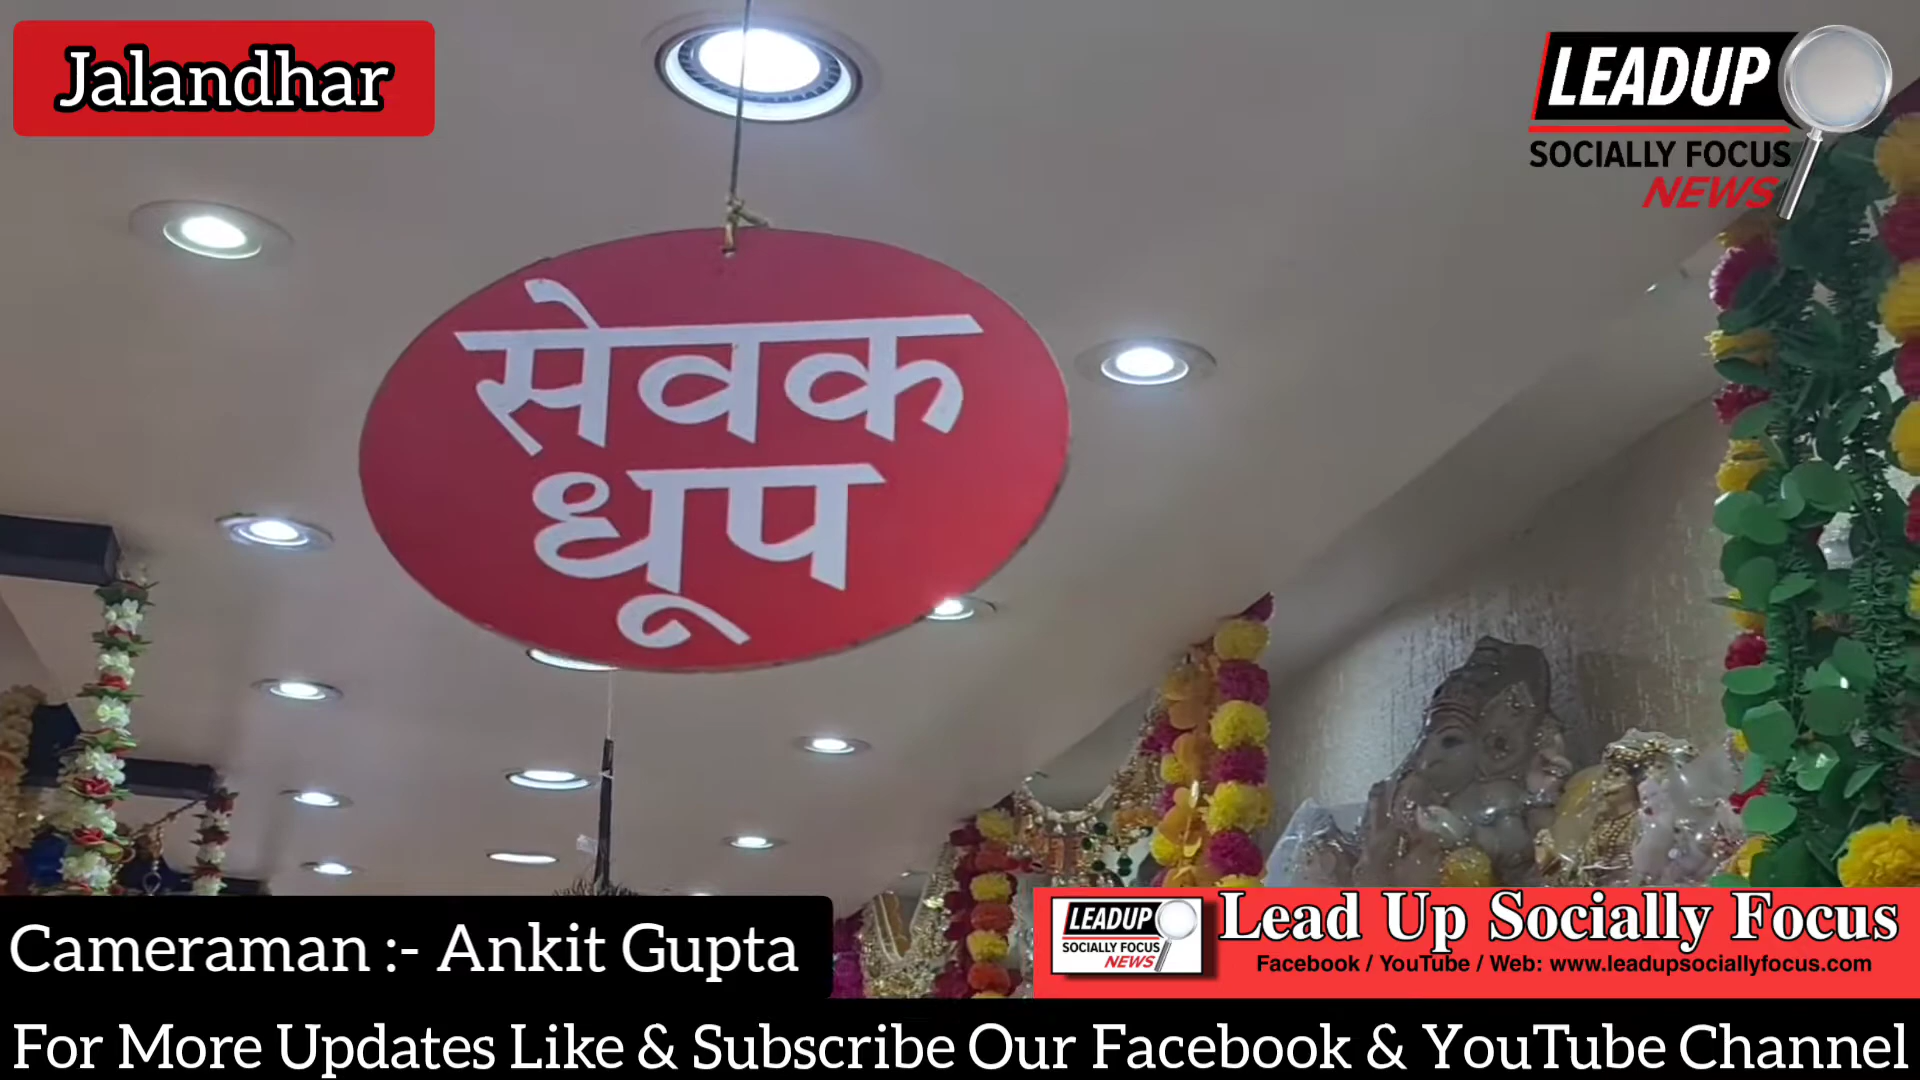 Jalandhar
LEADUP
SOCIALLY FOCUS
NEWS
सेवक
धूप
Cameraman :- Ankit Gupta
LEADUP
SOCIALLY FOCUS
NEWS
Lead Up Socially Focus
Facebook / YouTube / Web: www.leadupsociallyfocus.com
For More Updates Like & Subscribe Our Facebook & YouTube Channel